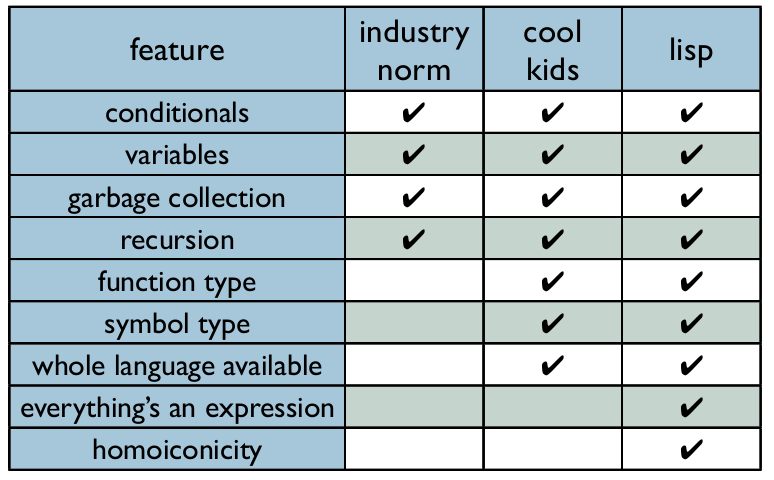 feature industry norm cool kids lisp
conditionals ✔ ✔ ✔
variables ✔ ✔ ✔
garbage collection ✔ ✔ ✔
recursion ✔ ✔ ✔
function type ✔ ✔
symbol type ✔ ✔
whole language available ✔ ✔
everything's an expression ✔
homoiconicity ✔